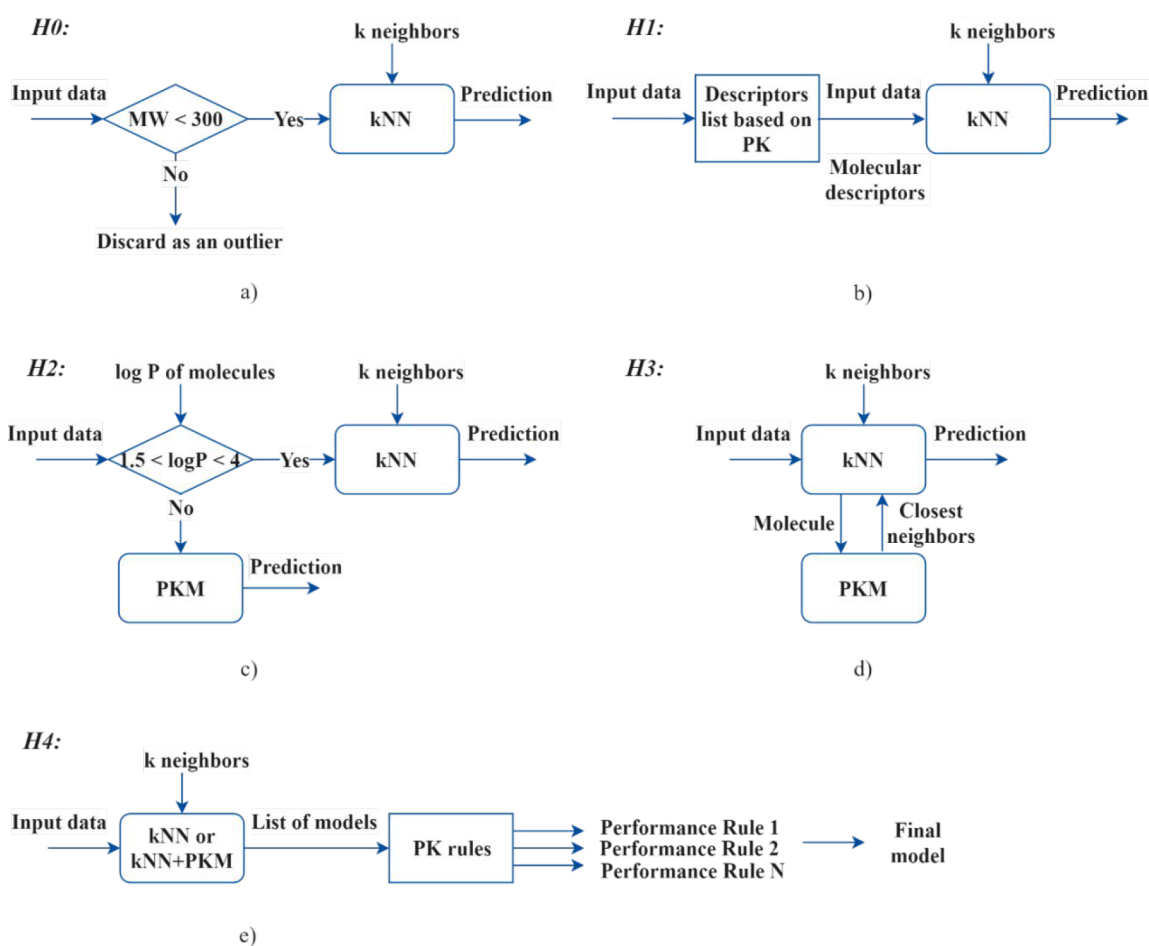 H0:
k neighbors
Input data
MW < 300
Yes
kNN
Prediction
No
Discard as an outlier
a)
H1:
k neighbors
Input data
Descriptors
list based on
PK
Input data
Molecular
descriptors
kNN
Prediction
b)
H2:
log P of molecules
k neighbors
Input data
1.5 < logP < 4
Yes
kNN
Prediction
No
PKM
Prediction
c)
H3:
k neighbors
Input data
kNN
Prediction
Molecule
Closest
neighbors
PKM
d)
H4:
k neighbors
Input data
kNN or
kNN+PKM
List of models
PK rules
Performance Rule 1
Performance Rule 2
Performance Rule N
Final
model
e)